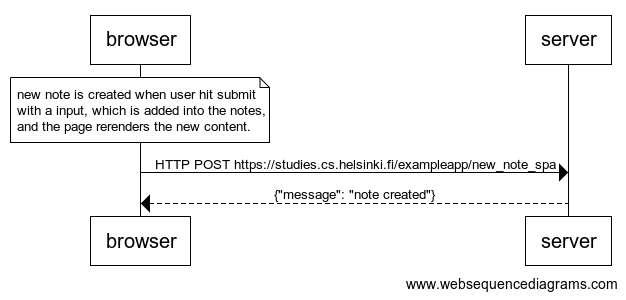 browser
server
new note is created when user hit submit
with a input, which is added into the notes,
and the page rerenders the new content.
HTTP POST https://studies.cs.helsinki.fi/exampleapp/new_note_spa
{"message": "note created"}
browser
server
www.websequencediagrams.com